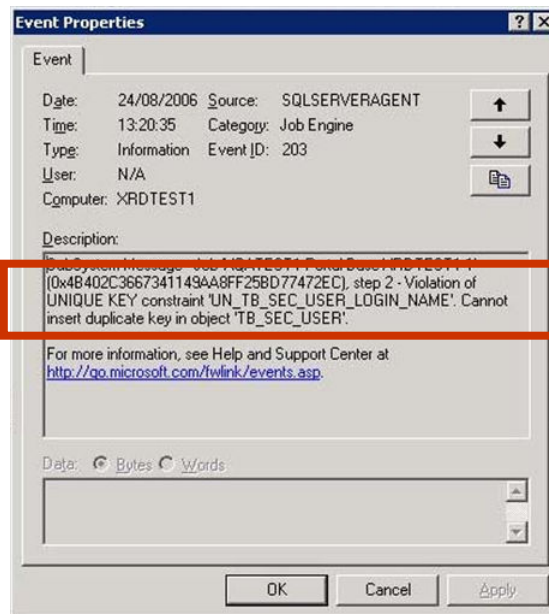 Event Properties
Event
Date: 24/08/2006 Source: SQLSERVERAGENT
Time: 13:20:35 Category: Job Engine
Type: Information Event ID: 203
User: N/A
Computer: XRDTEST1
Description:
(0x4B402C3667341149AA8FF25BD77472EC), step 2 - Violation of
UNIQUE KEY constraint 'UN_TB_SEC_USER_LOGIN_NAME'. Cannot
insert duplicate key in object 'TB_SEC_USER'.
For more information, see Help and Support Center at
http://go.microsoft.com/fwlink/events.asp.
Data: Bytes Words
OK Cancel Apply